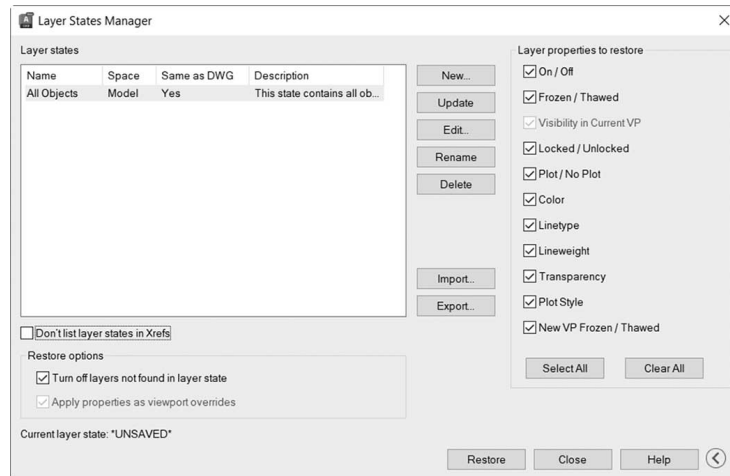 Layer States Manager
Layer states
Name Space Same as DWG Description
All Objects Model Yes This state contains all ob...
New...
Update
Edit...
Rename
Delete
Import...
Export...
Don't list layer states in Xrefs
Restore options
Turn off layers not found in layer state
Apply properties as viewport overrides
Current layer state: *UNSAVED*
Layer properties to restore
On / Off
Frozen / Thawed
Visibility in Current VP
Locked / Unlocked
Plot / No Plot
Color
Linetype
Lineweight
Transparency
Plot Style
New VP Frozen / Thawed
Select All Clear All
Restore Close Help